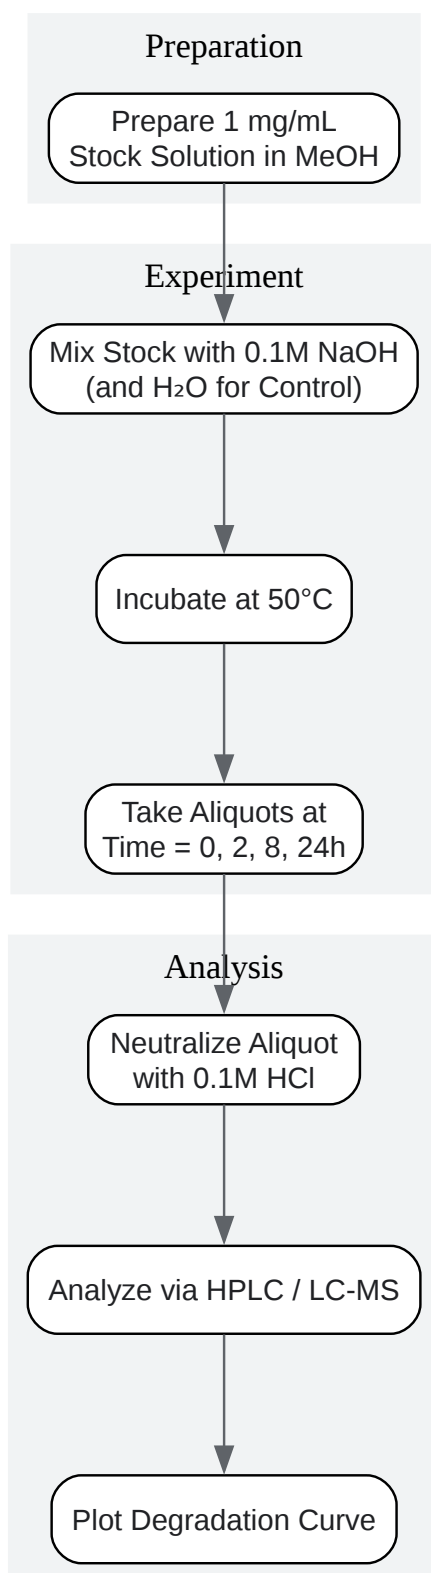 Preparation
Prepare 1 mg/mL
Stock Solution in MeOH
Experiment
Mix Stock with 0.1M NaOH
(and H₂O for Control)
Incubate at 50°C
Take Aliquots at
Time = 0, 2, 8, 24h
Analysis
Neutralize Aliquot
with 0.1M HCl
Analyze via HPLC / LC-MS
Plot Degradation Curve